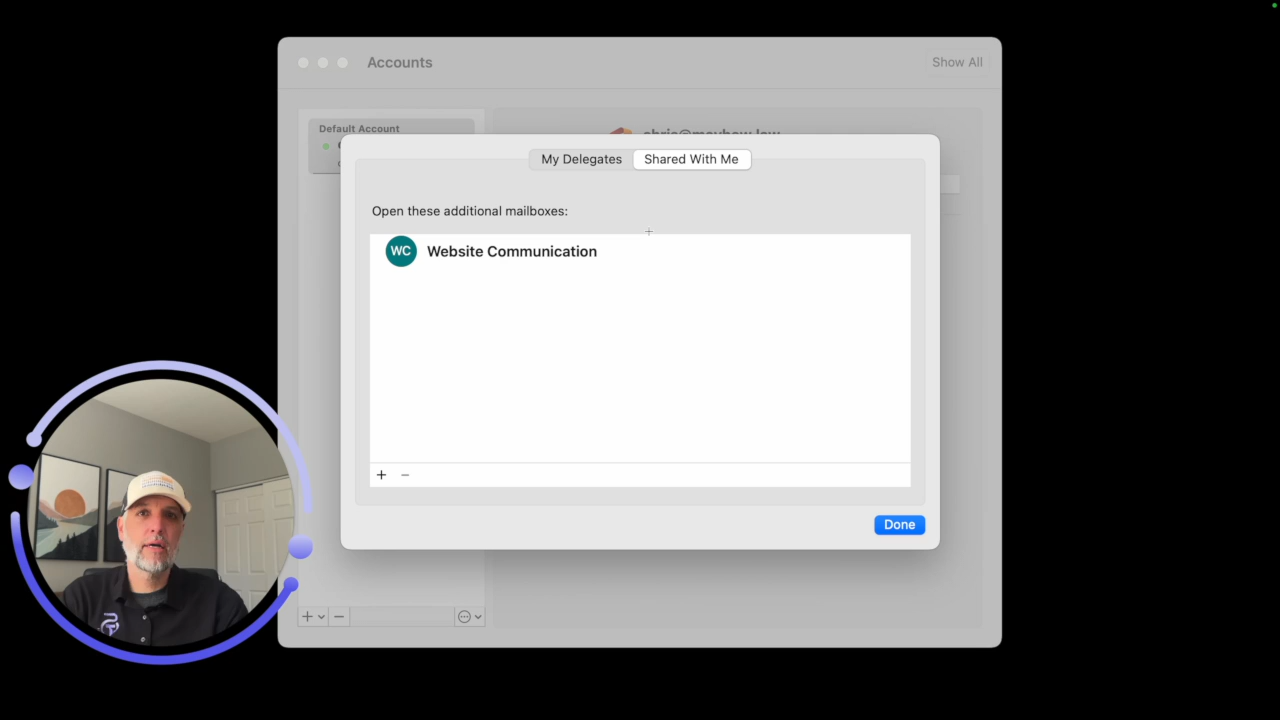 Accounts
Show All
Default Account
My Delegates
Shared With Me
Open these additional mailboxes:
WC
Website Communication
Done